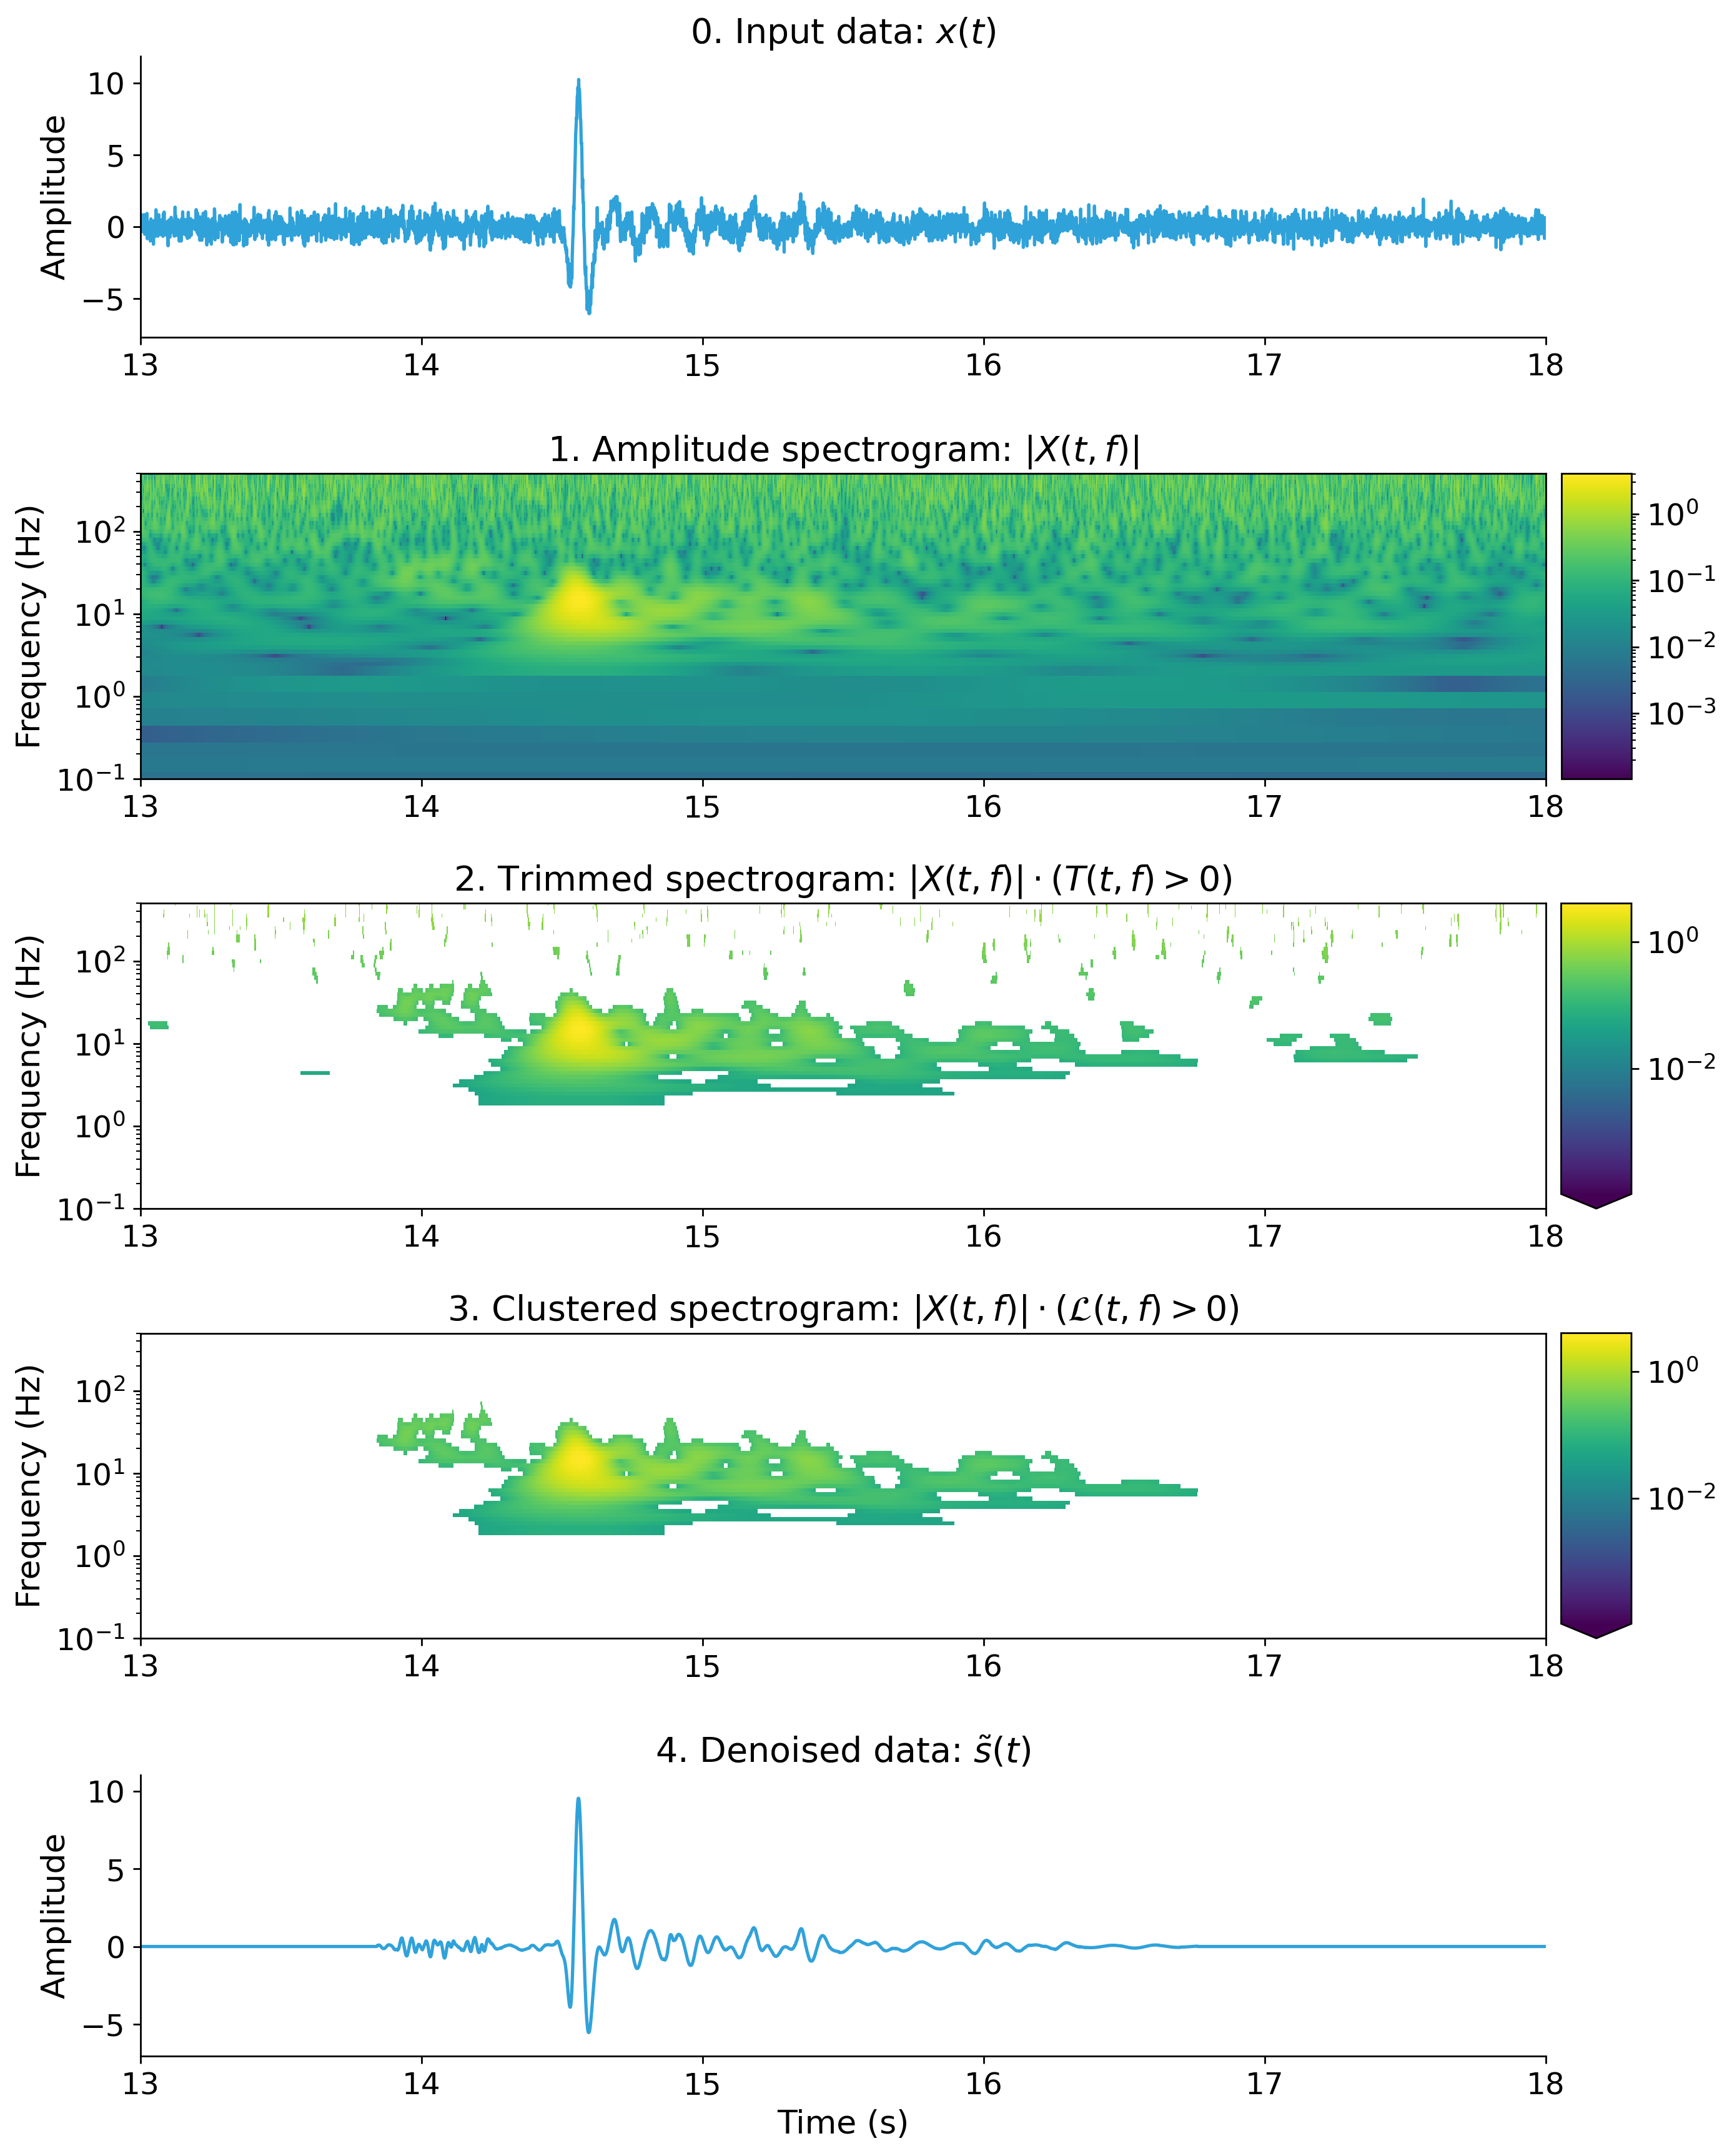 0. Input data: x(t)
Amplitude
10
5
0
−5
13 14 15 16 17 18
1. Amplitude spectrogram: |X(t, f)|
Frequency (Hz)
10²
10¹
10⁰
10⁻¹
13 14 15 16 17 18
10⁰
10⁻¹
10⁻²
10⁻³
2. Trimmed spectrogram: |X(t, f)| · (T(t, f) > 0)
Frequency (Hz)
10²
10¹
10⁰
10⁻¹
13 14 15 16 17 18
10⁰
10⁻²
3. Clustered spectrogram: |X(t, f)| · (ℒ(t, f) > 0)
Frequency (Hz)
10²
10¹
10⁰
10⁻¹
13 14 15 16 17 18
10⁰
10⁻²
4. Denoised data: s̃(t)
Amplitude
10
5
0
−5
13 14 15 16 17 18
Time (s)